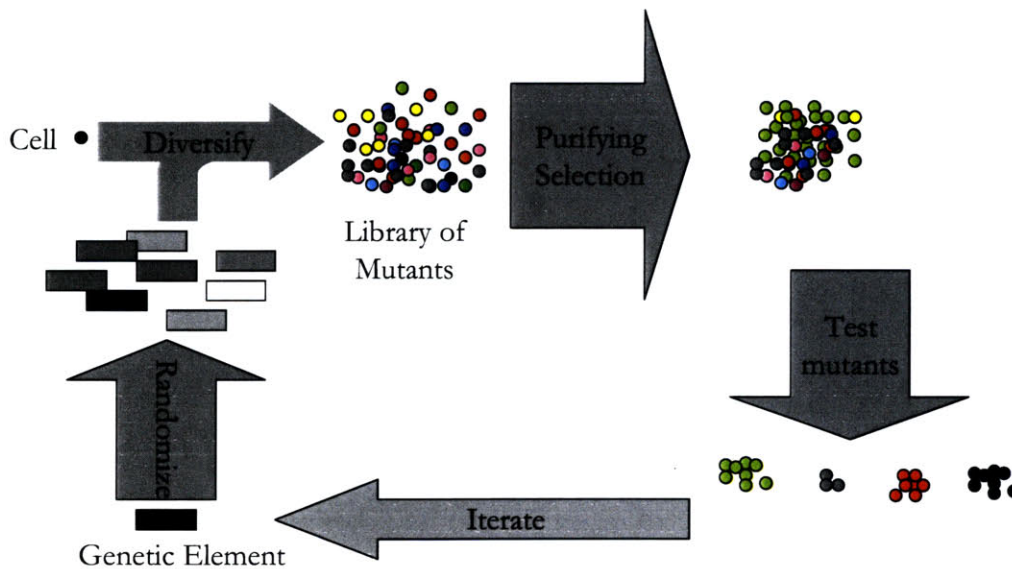 Cell
Diversify
Library of
Mutants
Purifying
Selection
Test
mutants
Iterate
Randomize
Genetic Element